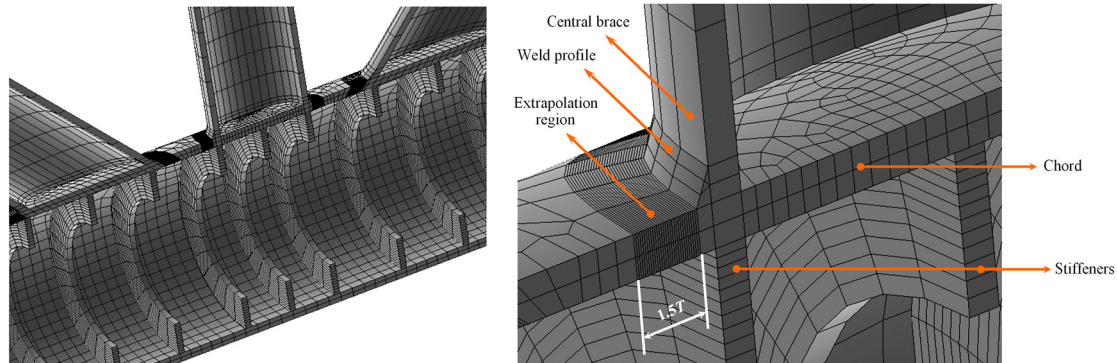 Central brace
Weld profile
Extrapolation
region
Chord
Stiffeners
1.5T